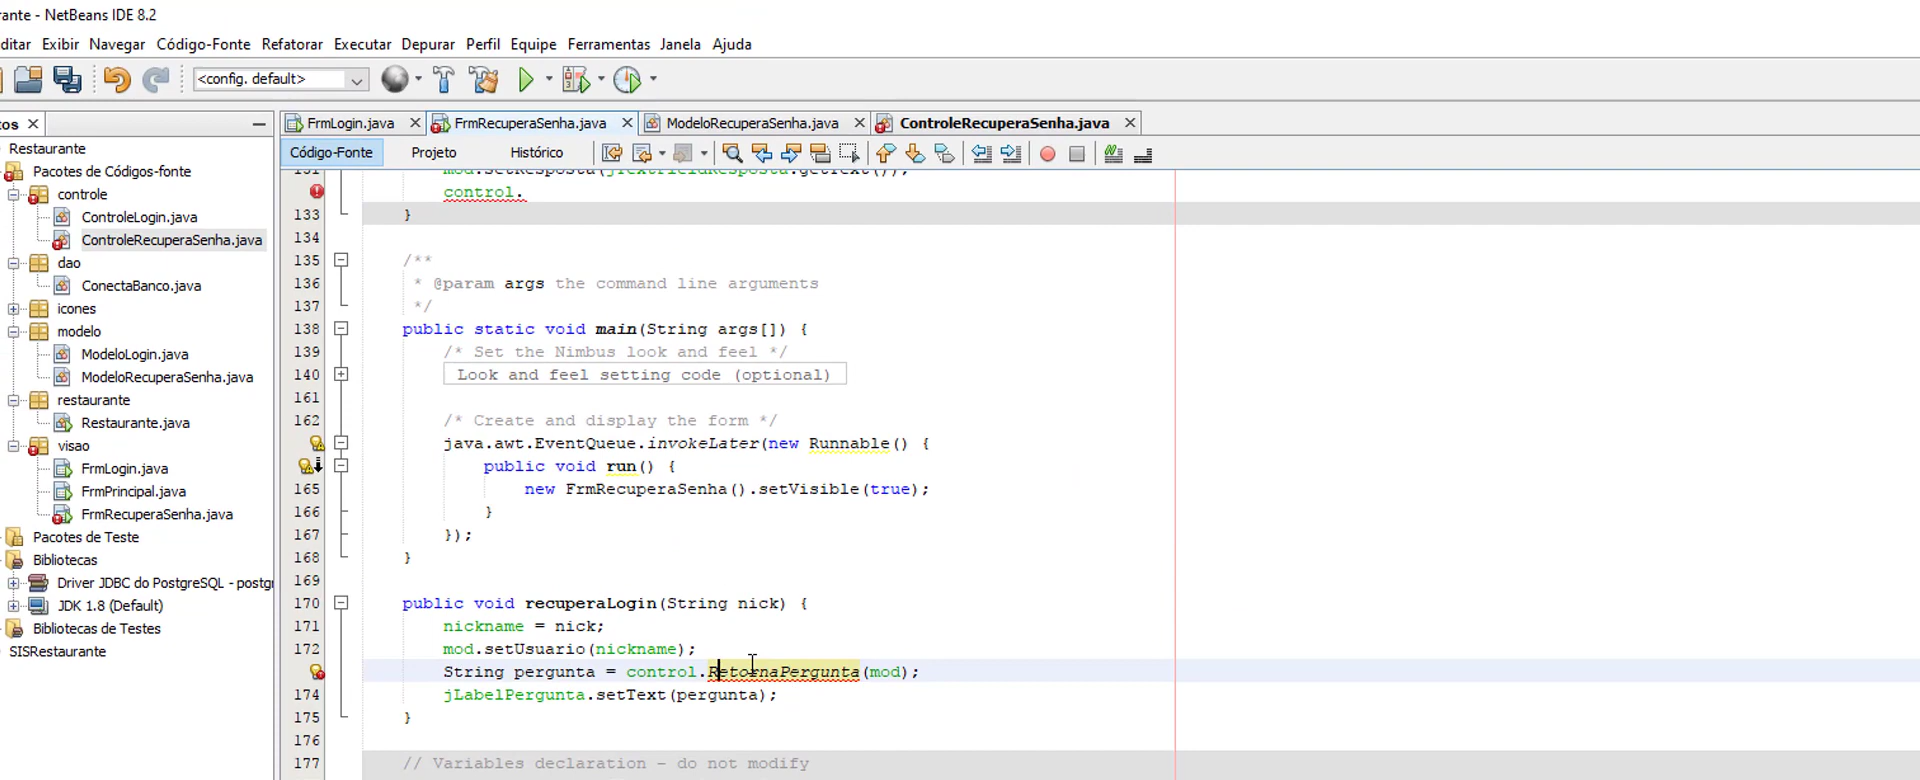 rante - NetBeans IDE 8.2
ditar Exibir Navegar Código-Fonte Refatorar Executar Depurar Perfil Equipe Ferramentas Janela Ajuda
<config. default>
tos
FrmLogin.java FrmRecuperaSenha.java ModeloRecuperaSenha.java ControleRecuperaSenha.java
Código-Fonte Projeto Histórico
Restaurante
Pacotes de Códigos-fonte
controle
ControleLogin.java
ControleRecuperaSenha.java
dao
ConectaBanco.java
icones
modelo
ModeloLogin.java
ModeloRecuperaSenha.java
restaurante
Restaurante.java
visao
FrmLogin.java
FrmPrincipal.java
FrmRecuperaSenha.java
Pacotes de Teste
Bibliotecas
Driver JDBC do PostgreSQL - postg
JDK 1.8 (Default)
Bibliotecas de Testes
SISRestaurante
131 mod.setResposta(jTextFieldResposta.getText());
control.
133 }
134
135 /**
136 * @param args the command line arguments
137 */
138 public static void main(String args[]) {
139 /* Set the Nimbus look and feel */
140 Look and feel setting code (optional)
161
162 /* Create and display the form */
java.awt.EventQueue.invokeLater(new Runnable() {
public void run() {
165 new FrmRecuperaSenha().setVisible(true);
166 }
167 });
168 }
169
170 public void recuperaLogin(String nick) {
171 nickname = nick;
172 mod.setUsuario(nickname);
String pergunta = control.RetornaPergunta(mod);
174 jLabelPergunta.setText(pergunta);
175 }
176
177 // Variables declaration - do not modify